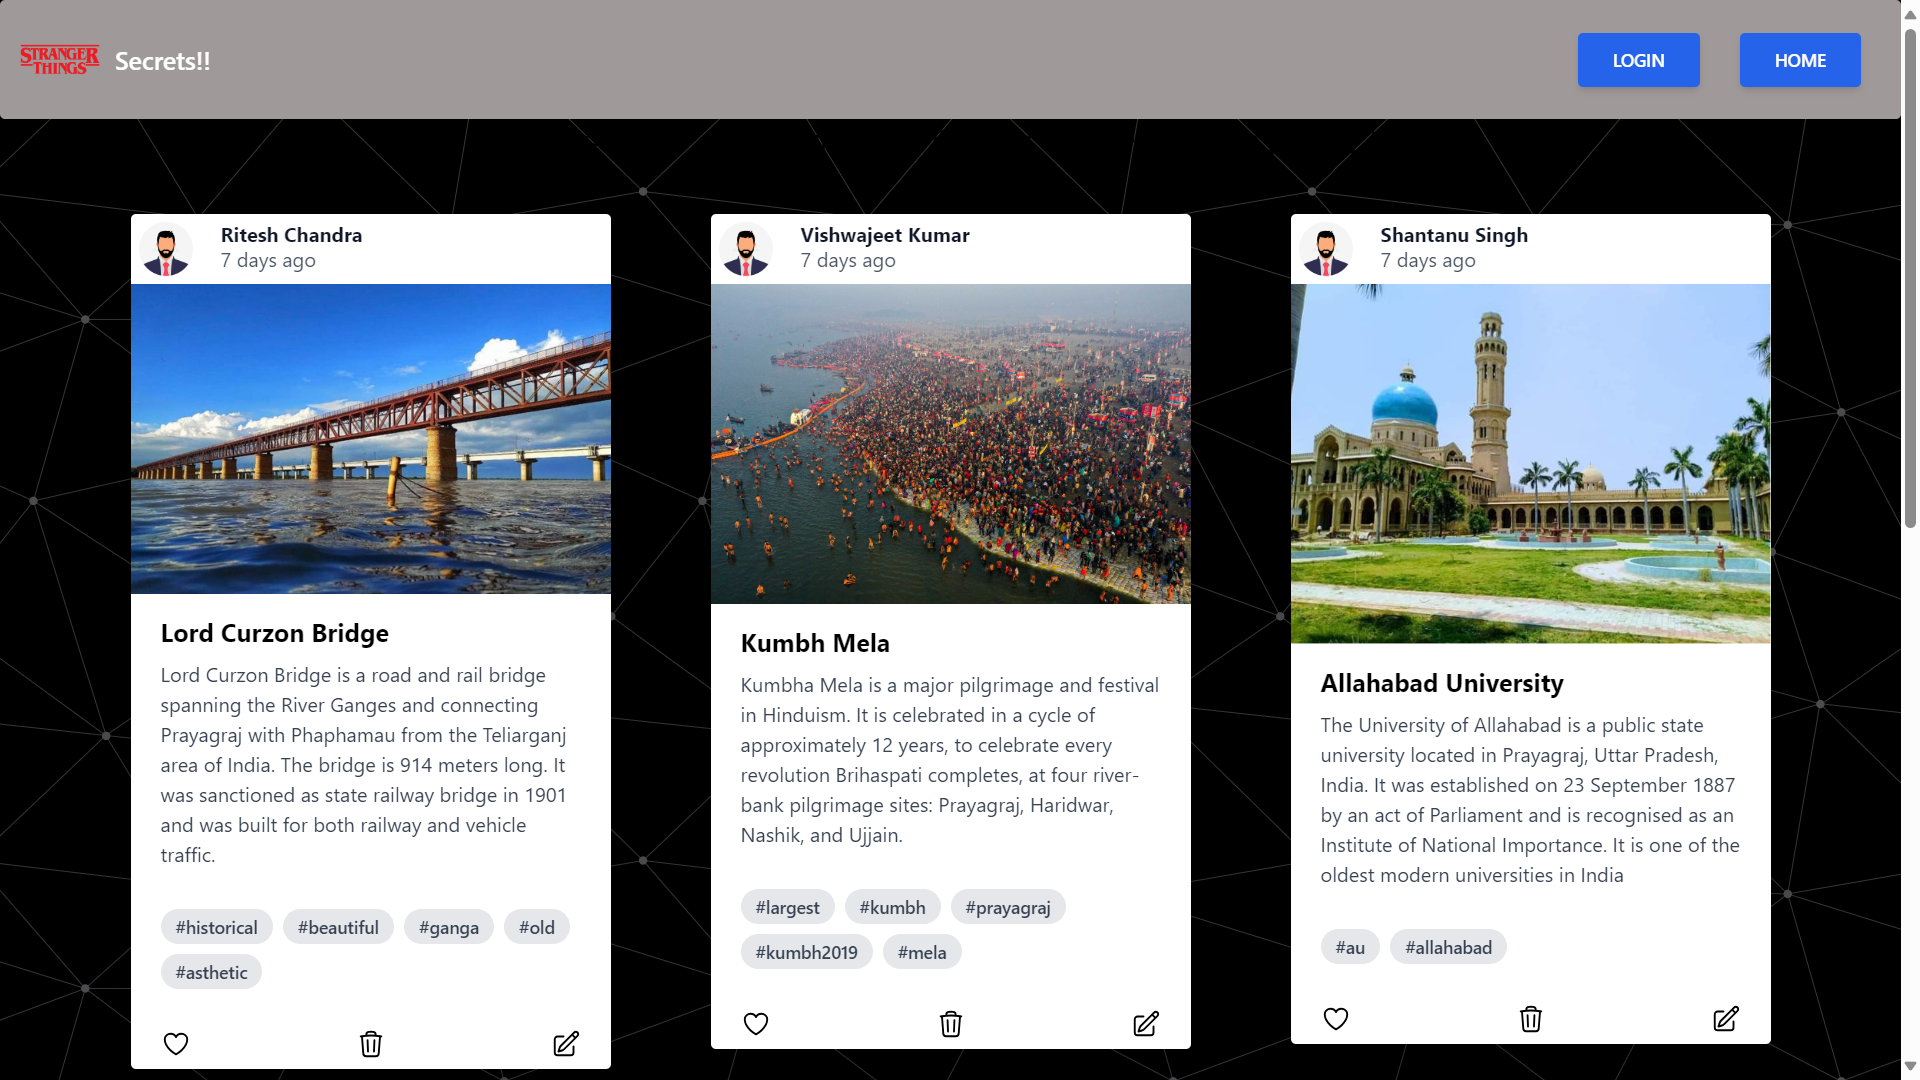 STRANGER
THINGS
Secrets!!
LOGIN
HOME
Ritesh Chandra
7 days ago
Lord Curzon Bridge
Lord Curzon Bridge is a road and rail bridge
spanning the River Ganges and connecting
Prayagraj with Phaphamau from the Teliarganj
area of India. The bridge is 914 meters long. It
was sanctioned as state railway bridge in 1901
and was built for both railway and vehicle
traffic.
#historical #beautiful #ganga #old
#asthetic
Vishwajeet Kumar
7 days ago
Kumbh Mela
Kumbha Mela is a major pilgrimage and festival
in Hinduism. It is celebrated in a cycle of
approximately 12 years, to celebrate every
revolution Brihaspati completes, at four river-
bank pilgrimage sites: Prayagraj, Haridwar,
Nashik, and Ujjain.
#largest #kumbh #prayagraj
#kumbh2019 #mela
Shantanu Singh
7 days ago
Allahabad University
The University of Allahabad is a public state
university located in Prayagraj, Uttar Pradesh,
India. It was established on 23 September 1887
by an act of Parliament and is recognised as an
Institute of National Importance. It is one of the
oldest modern universities in India
#au #allahabad